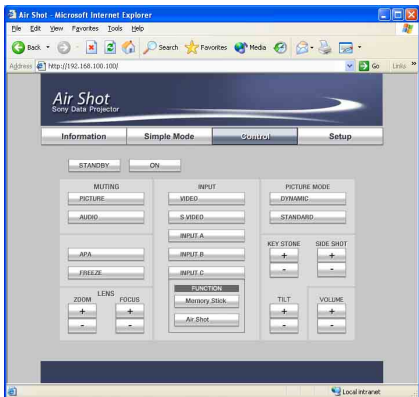 Air Shot - Microsoft Internet Explorer
File Edit View Favorites Tools Help
Back Search Favorites Media
Address http://192.168.100.100/ Go Links »
Air Shot
Sony Data Projector
Information Simple Mode Control Setup
STANDBY ON
MUTING INPUT PICTURE MODE
PICTURE VIDEO DYNAMIC
AUDIO S VIDEO STANDARD
INPUT A
KEY STONE SIDE SHOT
APA INPUT B + +
FREEZE INPUT C - -
LENS FUNCTION
ZOOM FOCUS Memory Stick TILT VOLUME
+ + Air Shot + +
- - - -
Local intranet